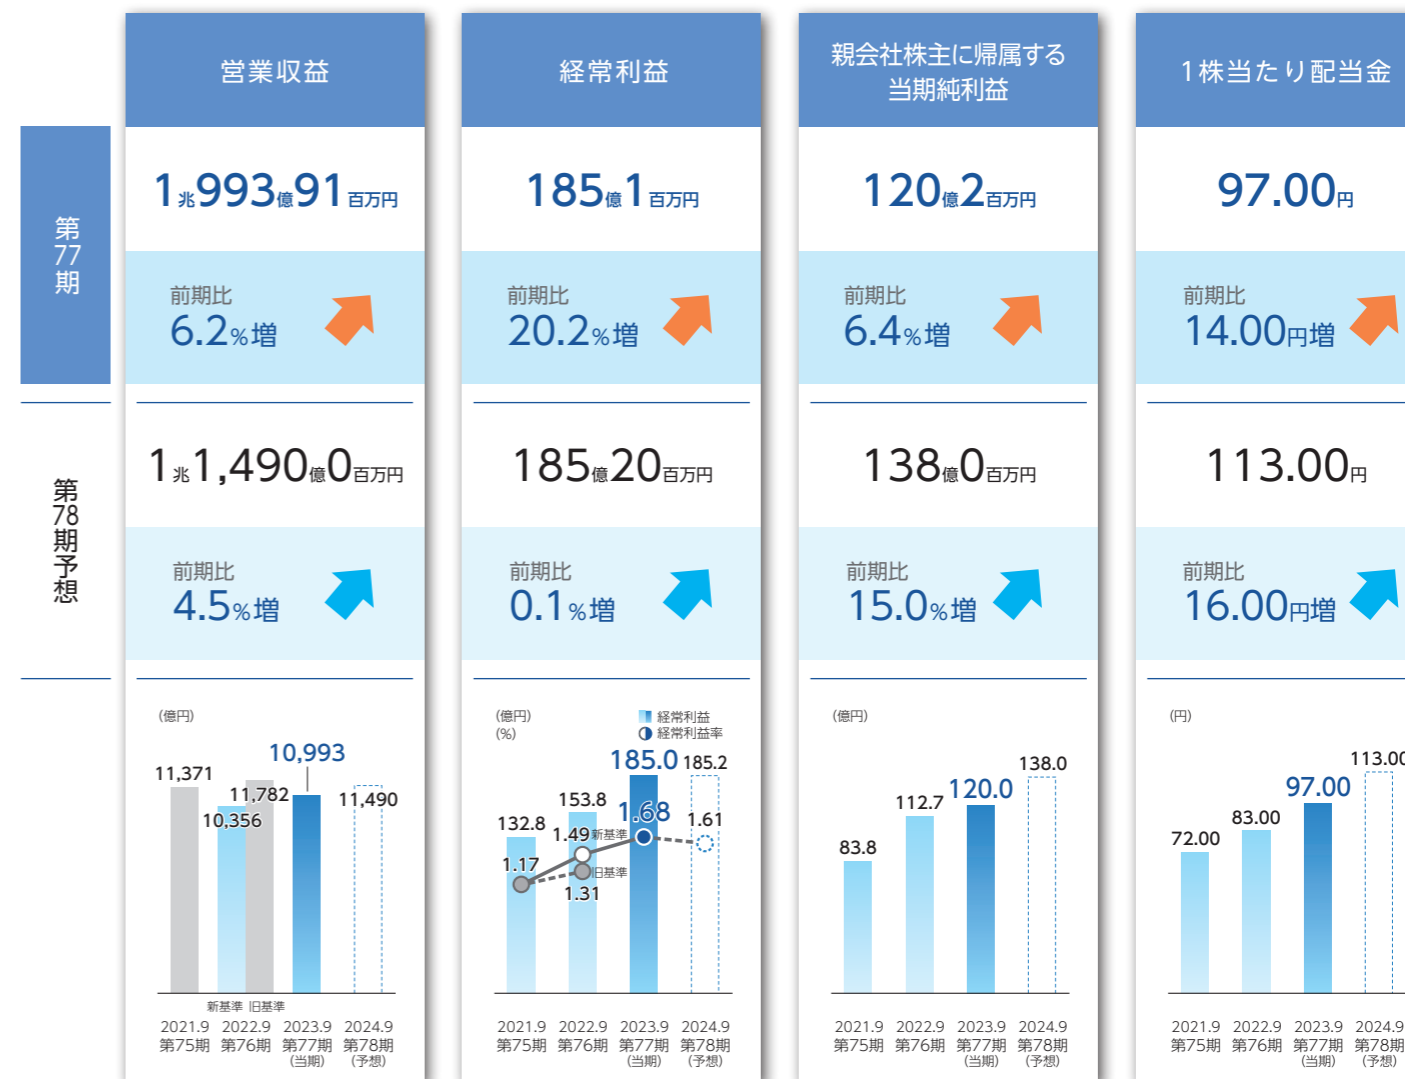 営業収益
経常利益
親会社株主に帰属する
当期純利益
1株当たり配当金
第77期
1兆993億91百万円
185億1百万円
120億2百万円
97.00円
前期比
6.2%増
前期比
20.2%増
前期比
6.4%増
前期比
14.00円増
第78期予想
1兆1,490億0百万円
185億20百万円
138億0百万円
113.00円
前期比
4.5%増
前期比
0.1%増
前期比
15.0%増
前期比
16.00円増
(億円)
11,371
10,356
11,782
10,993
11,490
新基準 旧基準
2021.9 2022.9 2023.9 2024.9
第75期 第76期 第77期 第78期
(当期) (予想)
(億円)
(%)
経常利益
経常利益率
132.8
153.8
185.0
185.2
1.17
1.49
新基準
1.31
旧基準
1.68
1.61
2021.9 2022.9 2023.9 2024.9
第75期 第76期 第77期 第78期
(当期) (予想)
(億円)
83.8
112.7
120.0
138.0
2021.9 2022.9 2023.9 2024.9
第75期 第76期 第77期 第78期
(当期) (予想)
(円)
72.00
83.00
97.00
113.00
2021.9 2022.9 2023.9 2024.9
第75期 第76期 第77期 第78期
(当期) (予想)